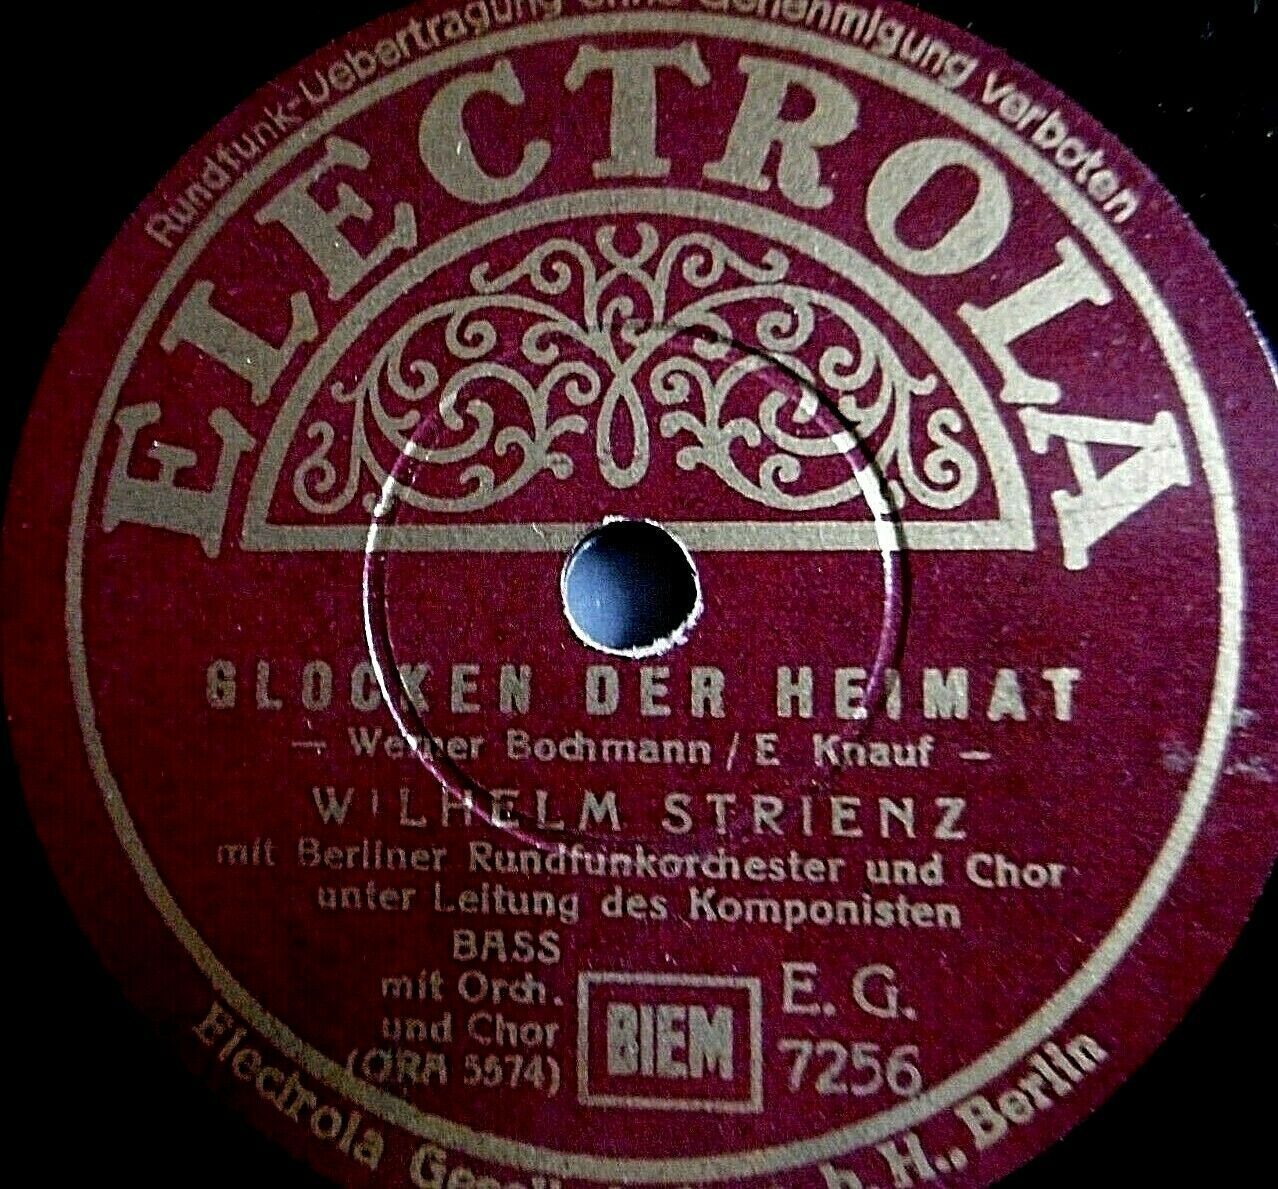 Rundfunk-Uebertragung ohne Genehmigung verboten
ELECTROLA
GLOCKEN DER HEIMAT
— Werner Bochmann / E Knauf —
WILHELM STRIENZ
mit Berliner Rundfunkorchester und Chor
unter Leitung des Komponisten
BASS
mit Orch.
und Chor
(ORA 5574)
BIEM
E. G.
7256
Electrola b. H., Berlin